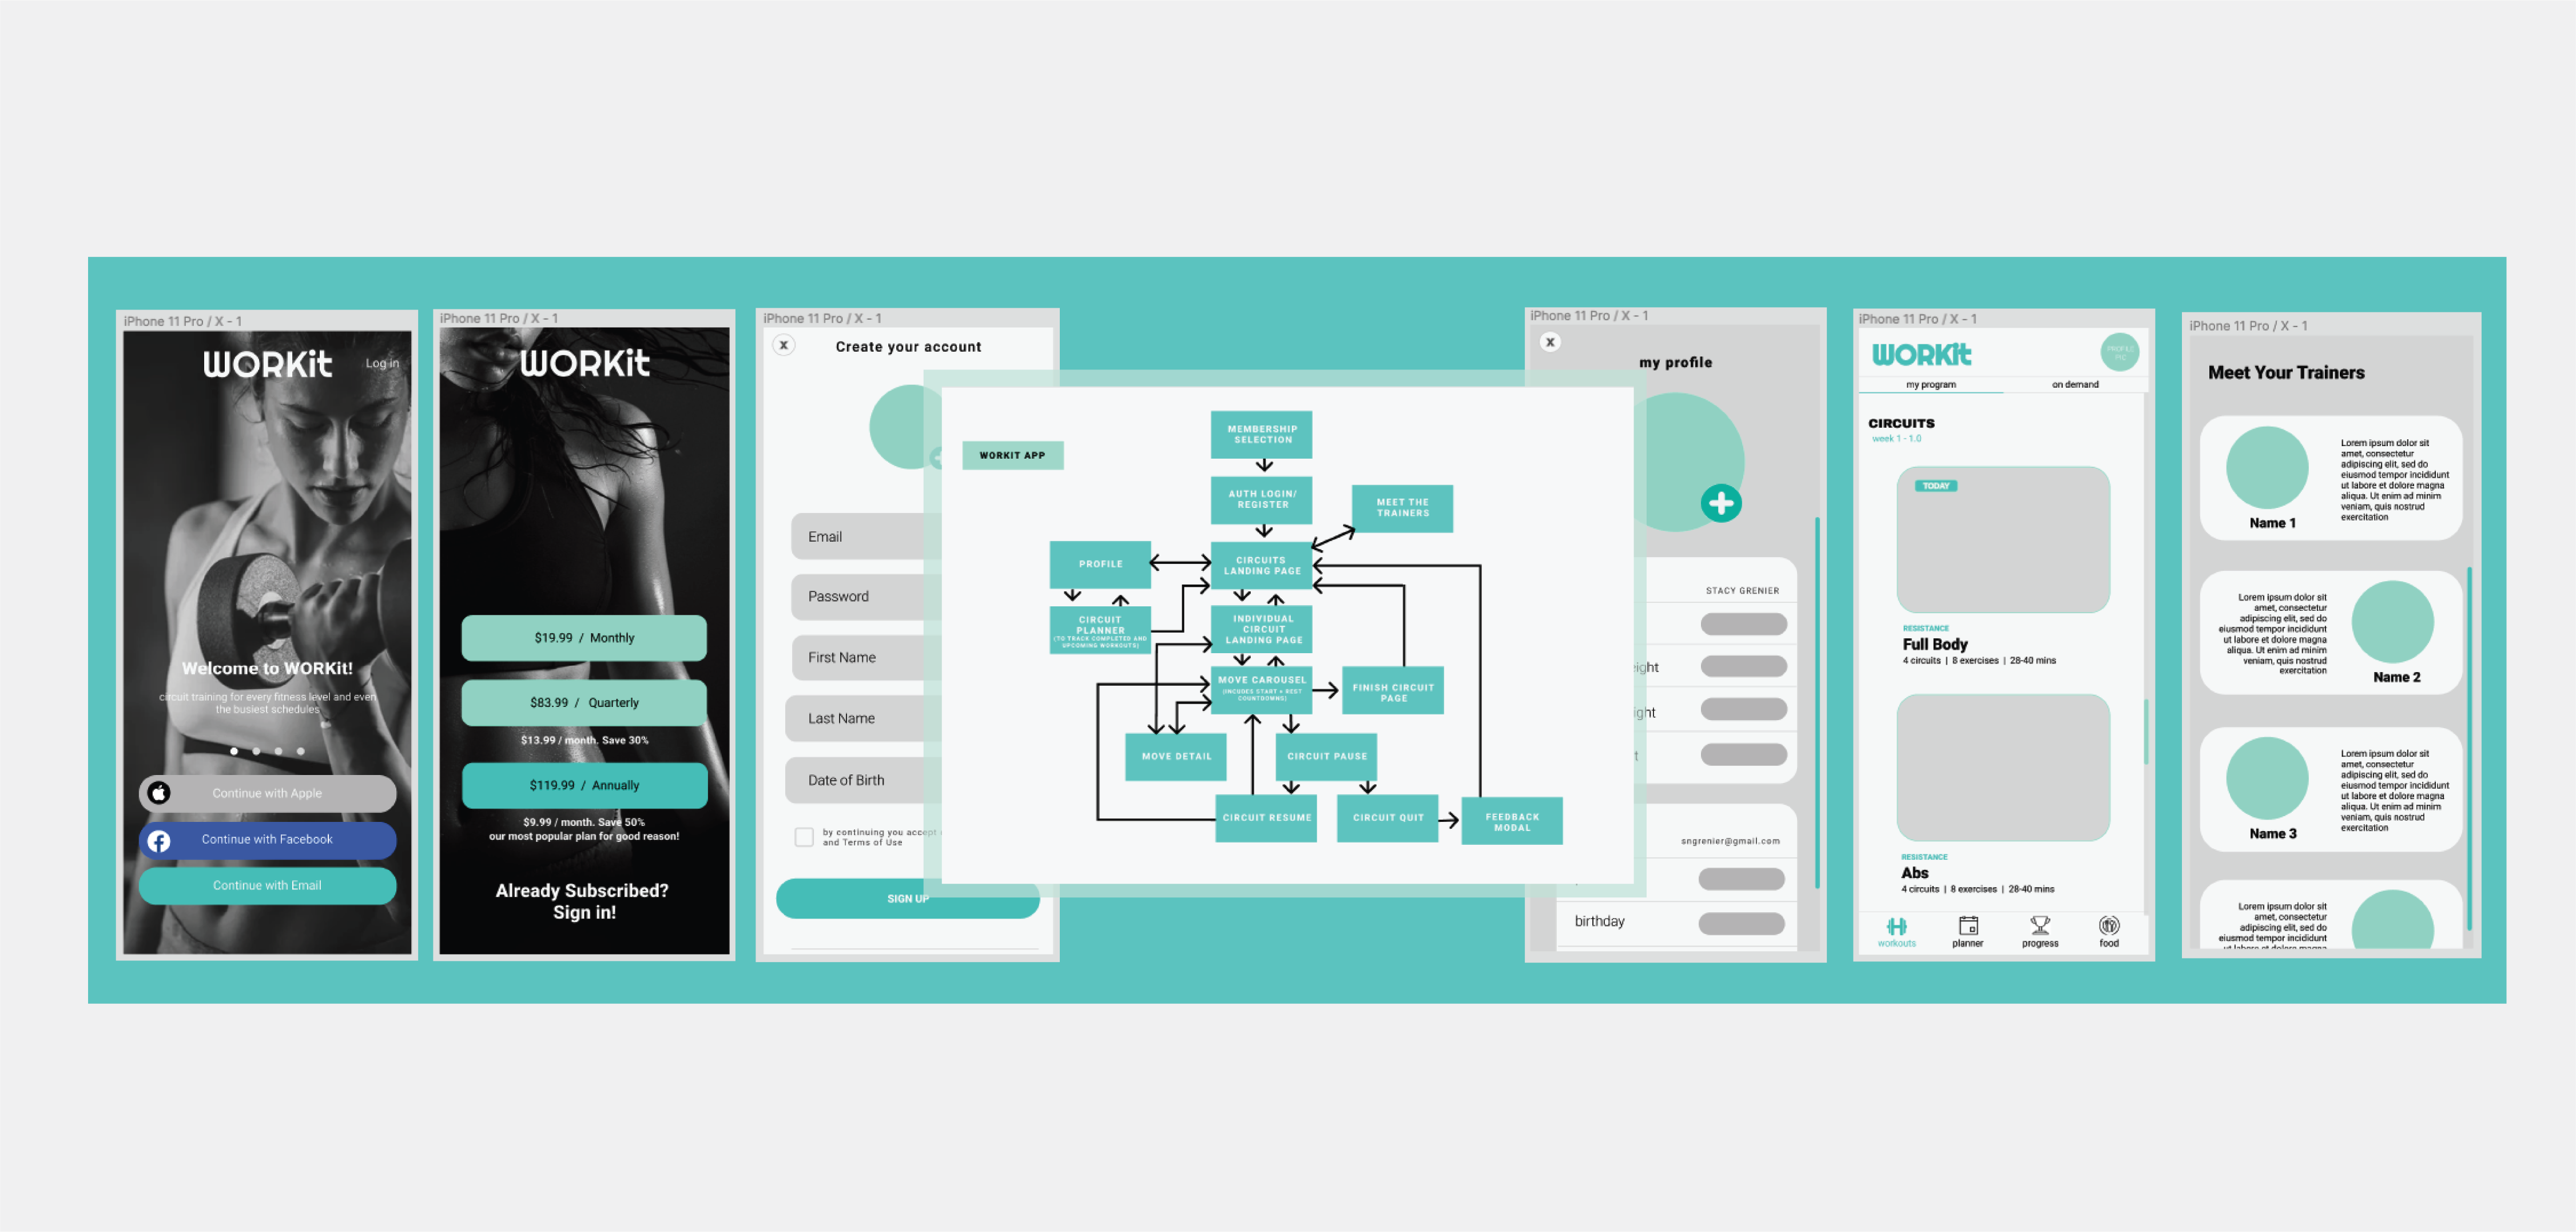 iPhone 11 Pro / X - 1
WORKit
Log in
Welcome to WORKit!
circuit training for every fitness level and even
the busiest schedules
Continue with Apple
Continue with Facebook
Continue with Email
iPhone 11 Pro / X - 1
WORKit
$19.99 / Monthly
$83.99 / Quarterly
$13.99 / month. Save 30%
$119.99 / Annually
$9.99 / month. Save 50%
our most popular plan for good reason!
Already Subscribed?
Sign in!
iPhone 11 Pro / X - 1
X
Create your account
Email
Password
First Name
Last Name
Date of Birth
by continuing you accept
and Terms of Use
SIGN UP
WORKIT APP
MEMBERSHIP
SELECTION
AUTH LOGIN/
REGISTER
MEET THE
TRAINERS
PROFILE
CIRCUITS
LANDING PAGE
CIRCUIT
PLANNER
(TO TRACK COMPLETED AND
UPCOMING WORKOUTS)
INDIVIDUAL
CIRCUIT
LANDING PAGE
MOVE CAROUSEL
(INCUDES START + REST
COUNTDOWNS)
FINISH CIRCUIT
PAGE
MOVE DETAIL
CIRCUIT PAUSE
CIRCUIT RESUME
CIRCUIT QUIT
FEEDBACK
MODAL
iPhone 11 Pro / X - 1
X
my profile
STACY GRENIER
sngrenier@gmail.com
birthday
iPhone 11 Pro / X - 1
WORKit
PROFILE
PIC
my program
on demand
CIRCUITS
week 1 - 1.0
TODAY
RESISTANCE
Full Body
4 circuits | 8 exercises | 28-40 mins
RESISTANCE
Abs
4 circuits | 8 exercises | 28-40 mins
workouts
planner
progress
food
iPhone 11 Pro / X - 1
Meet Your Trainers
Lorem ipsum dolor sit
amet, consectetur
adipiscing elit, sed do
eiusmod tempor incididunt
ut labore et dolore magna
aliqua. Ut enim ad minim
veniam, quis nostrud
exercitation
Name 1
Lorem ipsum dolor sit
amet, consectetur
adipiscing elit, sed do
eiusmod tempor incididunt
ut labore et dolore magna
aliqua. Ut enim ad minim
veniam, quis nostrud
exercitation
Name 2
Lorem ipsum dolor sit
amet, consectetur
adipiscing elit, sed do
eiusmod tempor incididunt
ut labore et dolore magna
aliqua. Ut enim ad minim
veniam, quis nostrud
exercitation
Name 3
Lorem ipsum dolor sit
amet, consectetur
adipiscing elit, sed do
eiusmod tempor incididunt
ut labore et dolore magna